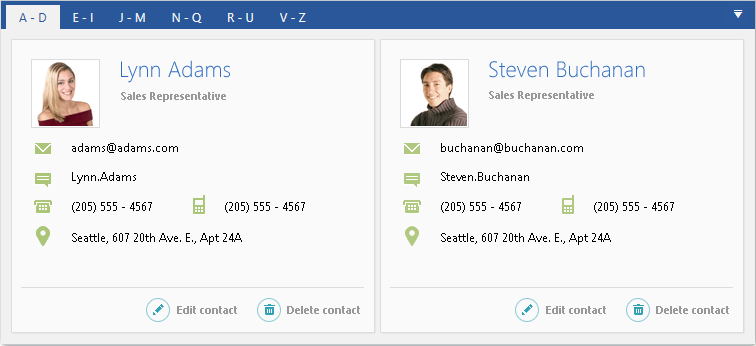 A - D E - I J - M N - Q R - U V - Z
Lynn Adams
Sales Representative
adams@adams.com
Lynn.Adams
(205) 555 - 4567 (205) 555 - 4567
Seattle, 607 20th Ave. E., Apt 24A
Edit contact Delete contact
Steven Buchanan
Sales Representative
buchanan@buchanan.com
Steven.Buchanan
(205) 555 - 4567 (205) 555 - 4567
Seattle, 607 20th Ave. E., Apt 24A
Edit contact Delete contact